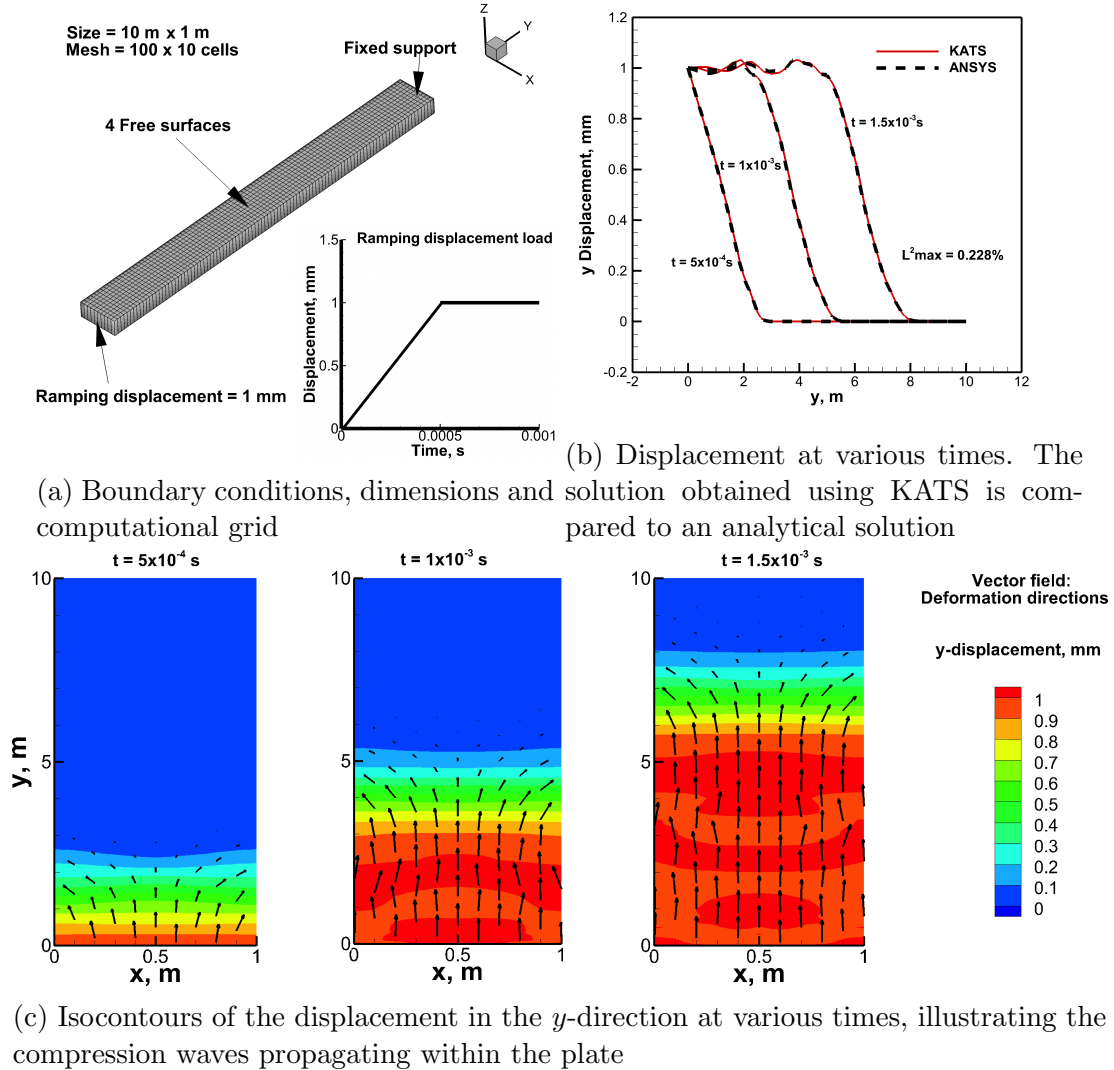 Size = 10 m x 1 m
Mesh = 100 x 10 cells
Fixed support
Z
Y
X
4 Free surfaces
Ramping displacement = 1 mm
Ramping displacement load
Displacement, mm
1.5
1
0.5
0
0
0.0005
0.001
Time, s
KATS
ANSYS
y Displacement, mm
1.2
1
0.8
0.6
0.4
0.2
0
-0.2
t = 1.5x10⁻³s
t = 1x10⁻³s
t = 5x10⁻⁴s
L²max = 0.228%
-2
0
2
4
6
8
10
12
y, m
(a) Boundary conditions, dimensions and
computational grid
(b) Displacement at various times. The
solution obtained using KATS is com-
pared to an analytical solution
t = 5x10⁻⁴ s
10
5
0
y, m
0
0.5
1
x, m
t = 1x10⁻³ s
10
5
0
0
0.5
1
x, m
t = 1.5x10⁻³ s
10
5
0
0
0.5
1
x, m
Vector field:
Deformation directions
y-displacement, mm
1
0.9
0.8
0.7
0.6
0.5
0.4
0.3
0.2
0.1
0
(c) Isocontours of the displacement in the y-direction at various times, illustrating the
compression waves propagating within the plate